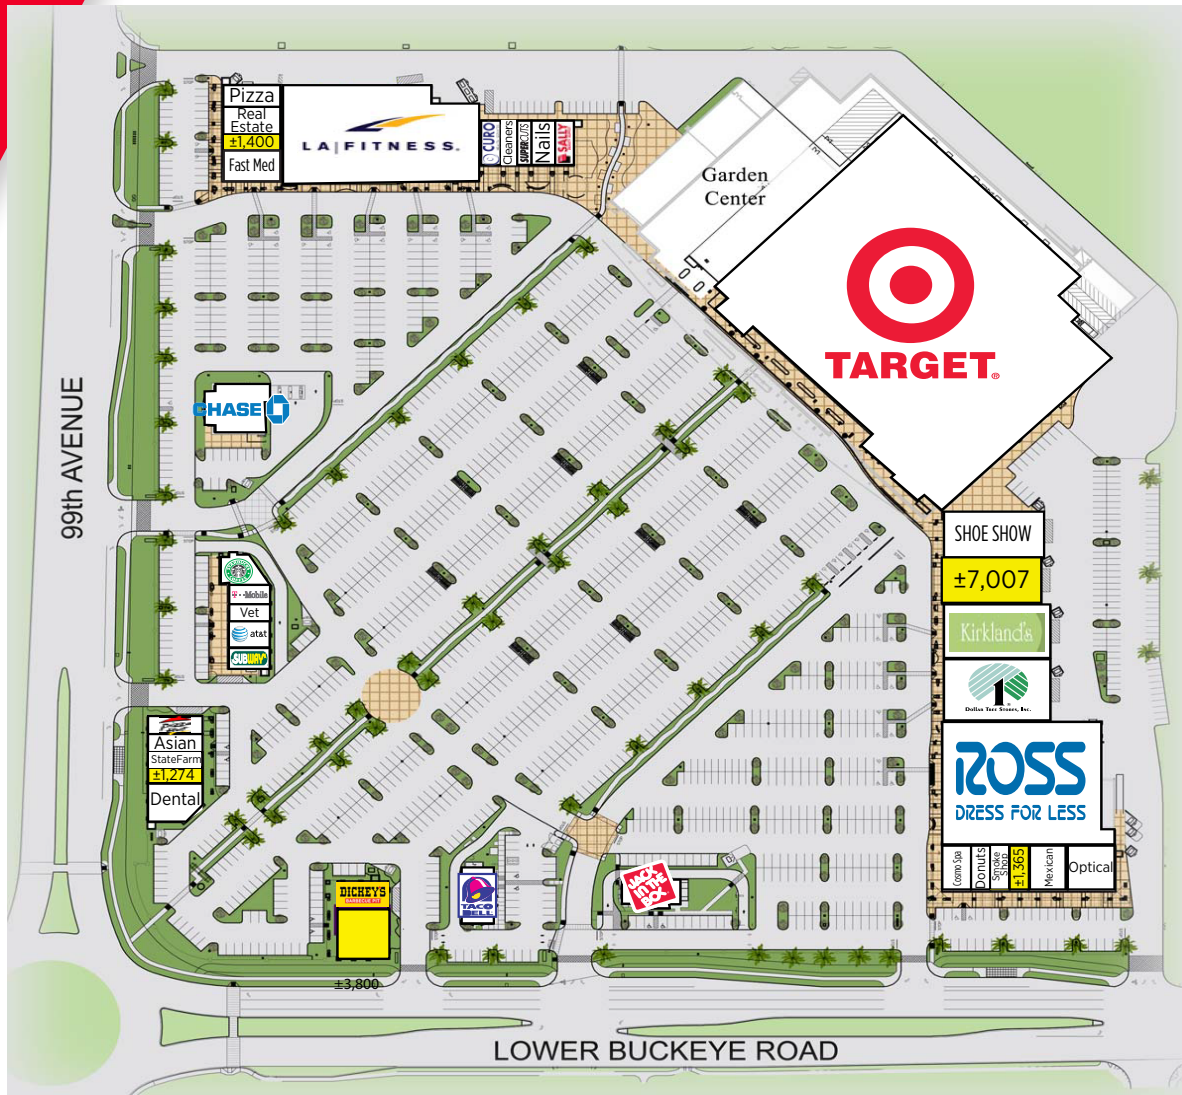 Pizza
Real
Estate
±1,400
Fast Med
LA|FITNESS.
CURO
Cleaners
SUPERCUTS
Nails
SALLY
Garden
Center
TARGET
CHASE
99th AVENUE
T··Mobile
Vet
at&t
SUBWAY
Asian
StateFarm
±1,274
Dental
SHOE SHOW
±7,007
Kirkland's
1
Dollar Tree Stores, Inc.
ROSS
DRESS FOR LESS
Cosmo Spa
Donuts
Smoke
Shop
±1,365
Mexican
Optical
DICKEY'S
BARBECUE PIT
±3,800
TACO
BELL
JACK
IN THE
BOX
LOWER BUCKEYE ROAD